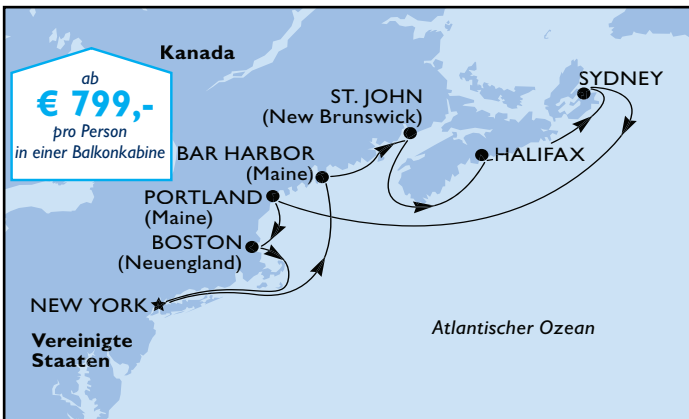 Kanada
ab
€ 799,-
pro Person
in einer Balkonkabine
SYDNEY
ST. JOHN
(New Brunswick)
BAR HARBOR
(Maine)
HALIFAX
PORTLAND
(Maine)
BOSTON
(Neuengland)
NEW YORK
Vereinigte
Staaten
Atlantischer Ozean